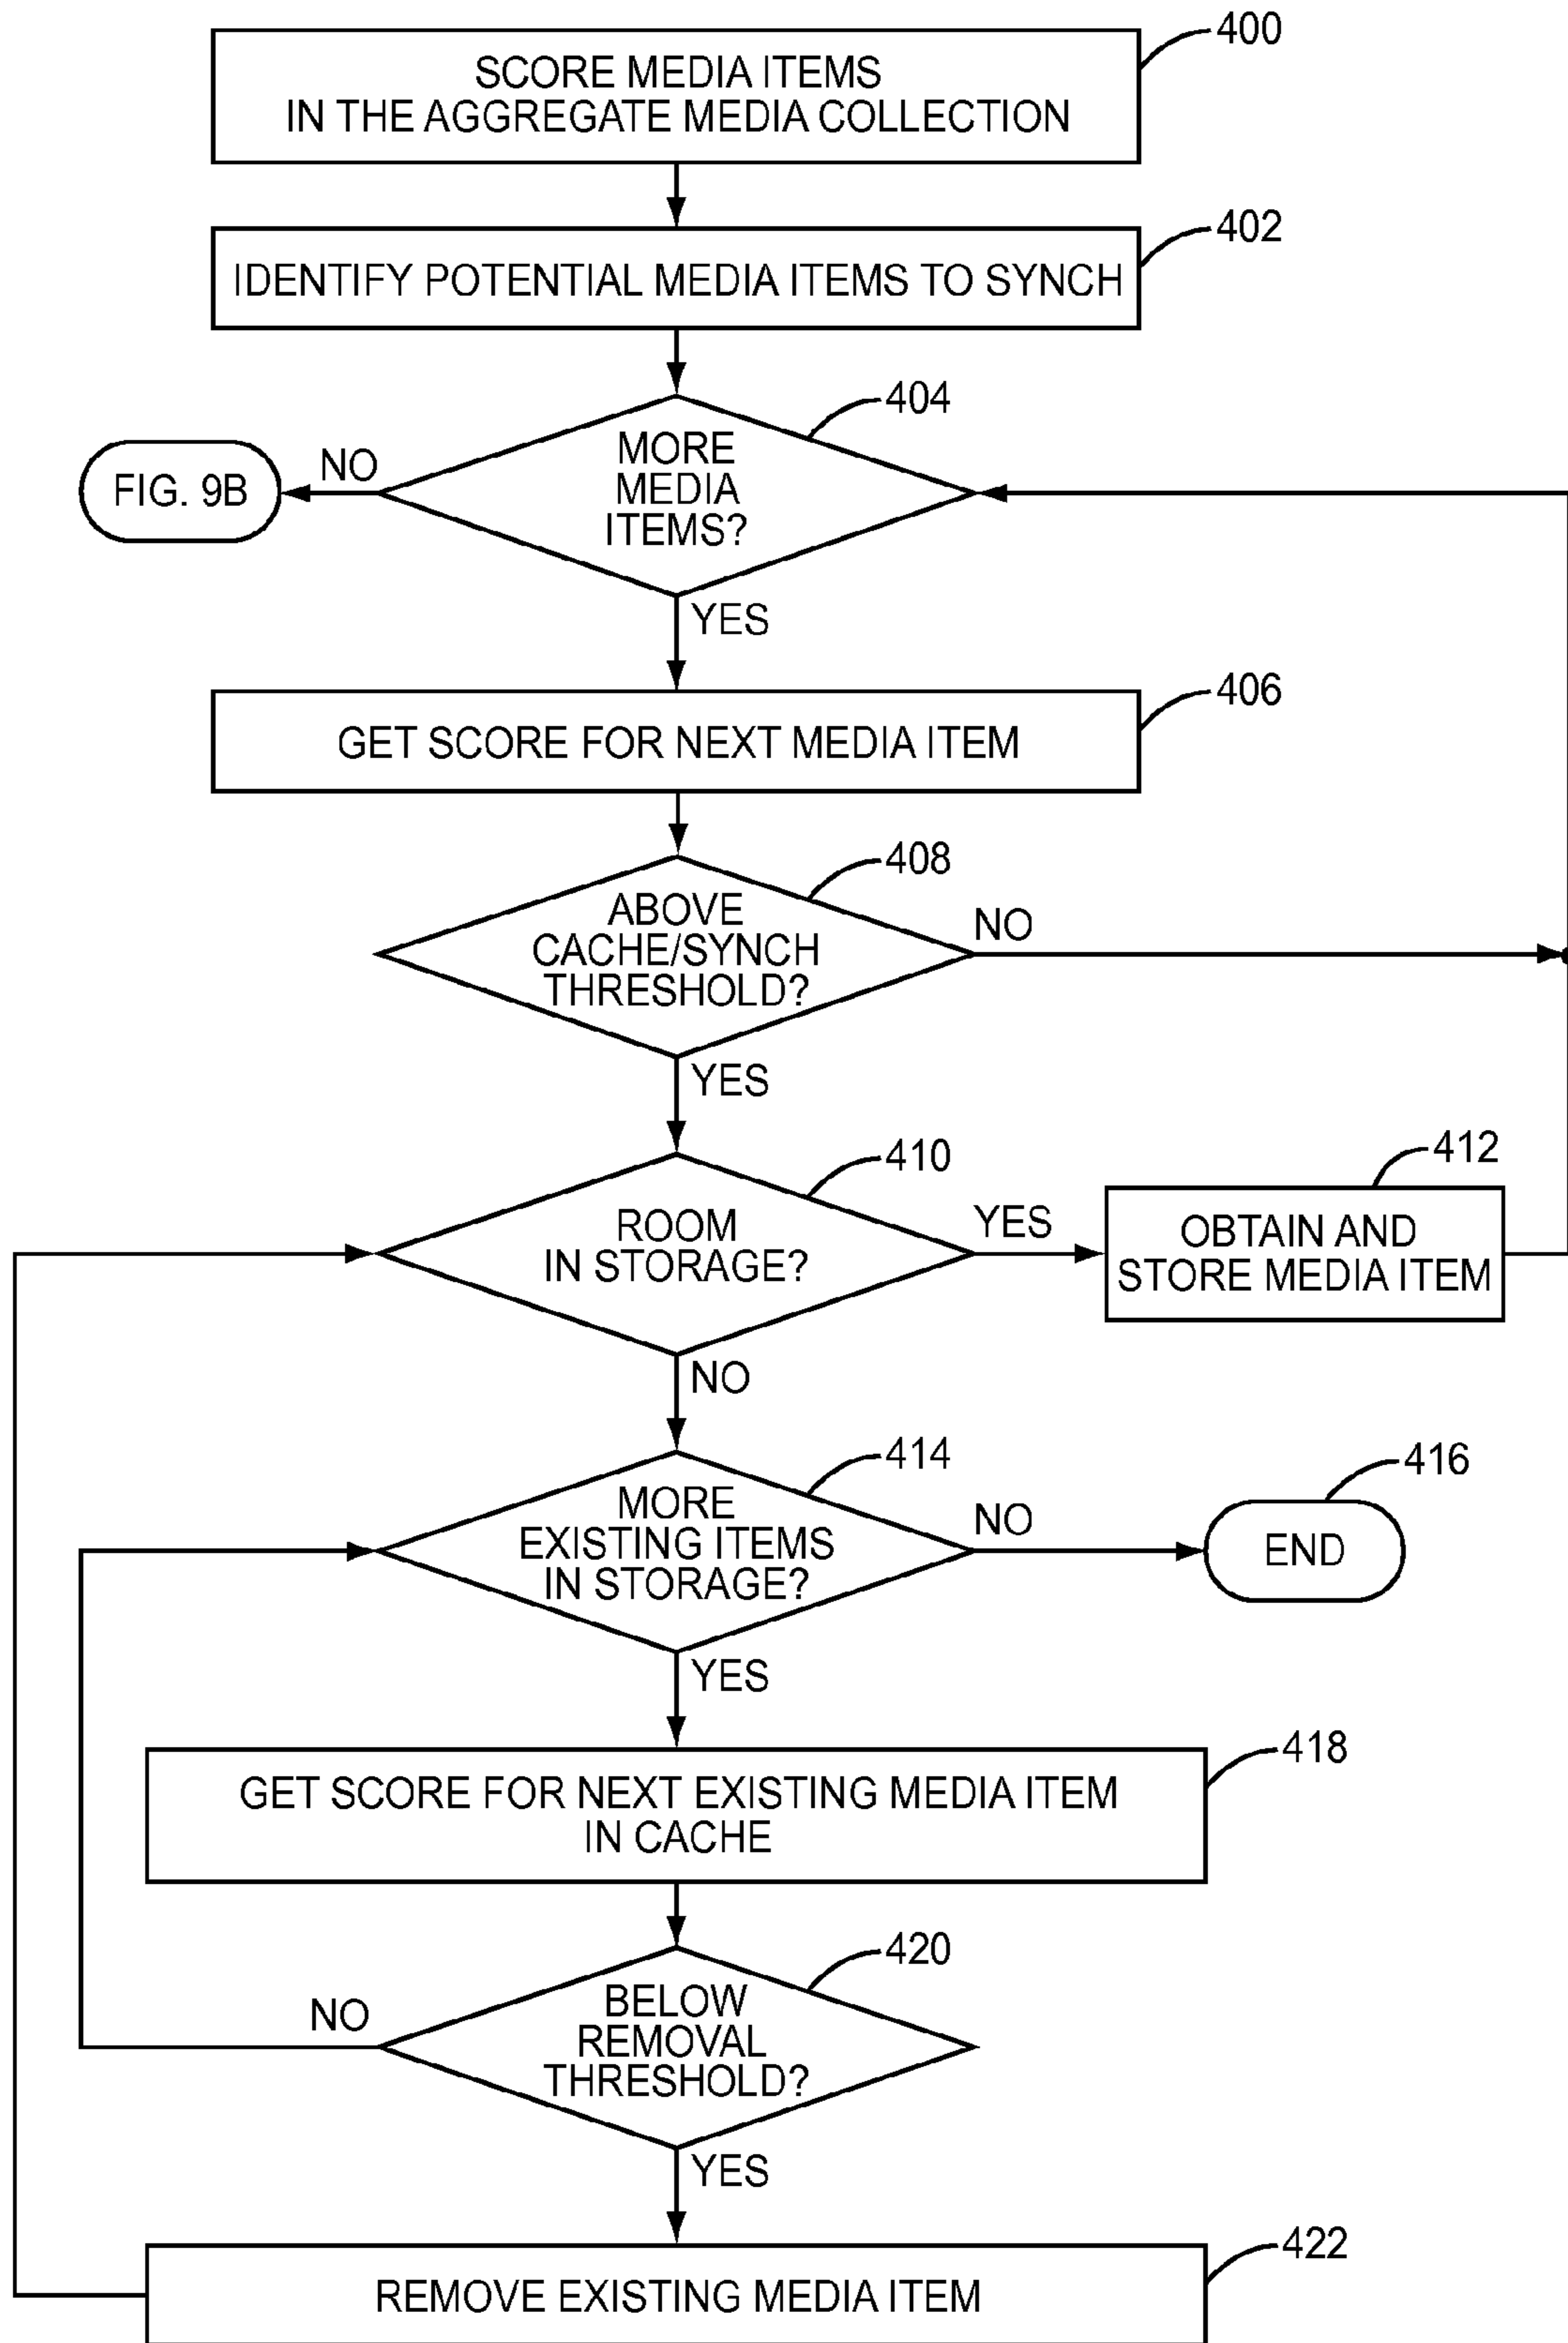 400
SCORE MEDIA ITEMS
IN THE AGGREGATE MEDIA COLLECTION
402
IDENTIFY POTENTIAL MEDIA ITEMS TO SYNCH
404
MORE
MEDIA
ITEMS?
NO
FIG. 9B
YES
406
GET SCORE FOR NEXT MEDIA ITEM
408
ABOVE
CACHE/SYNCH
THRESHOLD?
NO
YES
410
ROOM
IN STORAGE?
YES
412
OBTAIN AND
STORE MEDIA ITEM
NO
414
MORE
EXISTING ITEMS
IN STORAGE?
NO
416
END
YES
418
GET SCORE FOR NEXT EXISTING MEDIA ITEM
IN CACHE
420
BELOW
REMOVAL
THRESHOLD?
NO
YES
422
REMOVE EXISTING MEDIA ITEM